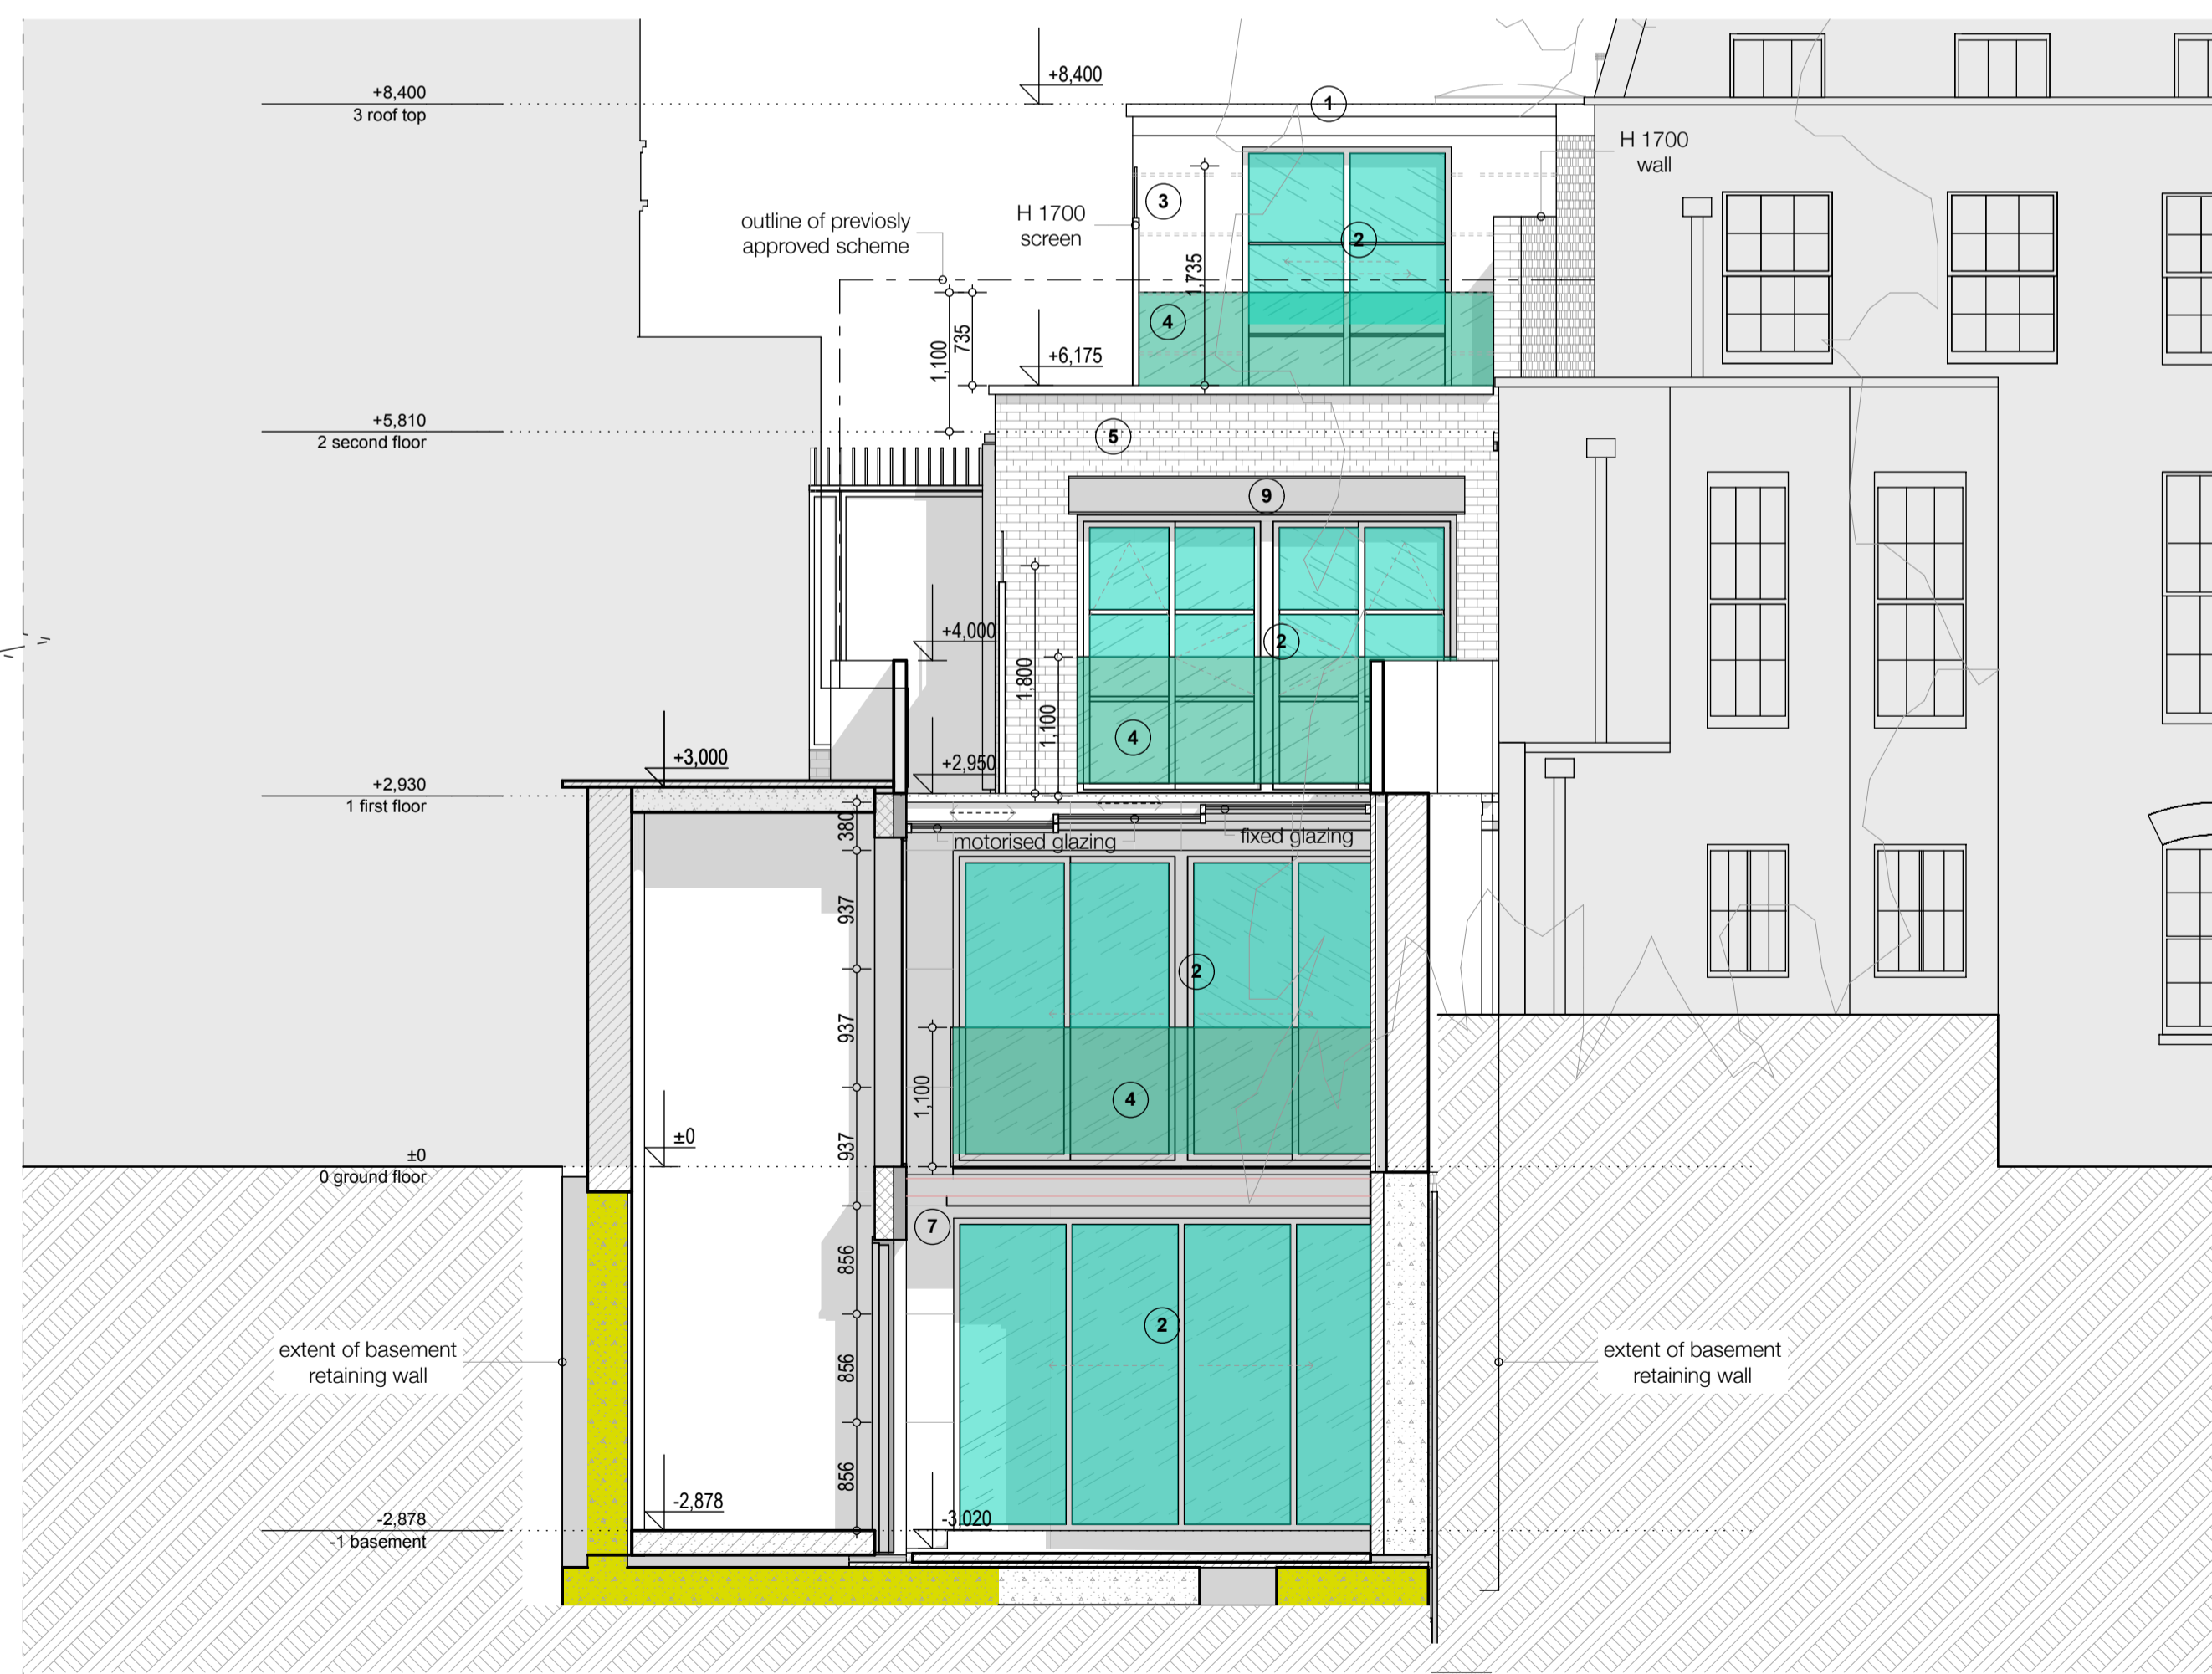 +8,400
3 roof top
+8,400
1
H 1700
wall
3
H 1700
screen
outline of previosly
approved scheme
2
1,735
4
1,100
735
+6,175
+5,810
2 second floor
5
9
+4,000
2
1,800
1,100
4
+3,000
+2,950
+2,930
1 first floor
380
motorised glazing
fixed glazing
937
2
937
1,100
4
±0
937
±0
0 ground floor
7
856
2
extent of basement
retaining wall
856
extent of basement
retaining wall
856
-2,878
-3,020
-2,878
-1 basement